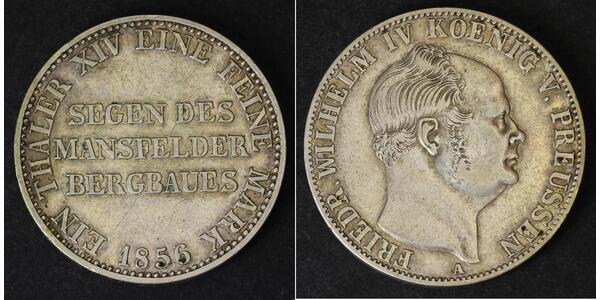 EIN THALER XIV EINE FEINE MARK
SEGEN DES
MANSFELDER
BERGBAUES
1856
FRIEDR. WILHELM IV KOENIG V. PREUSSEN
A